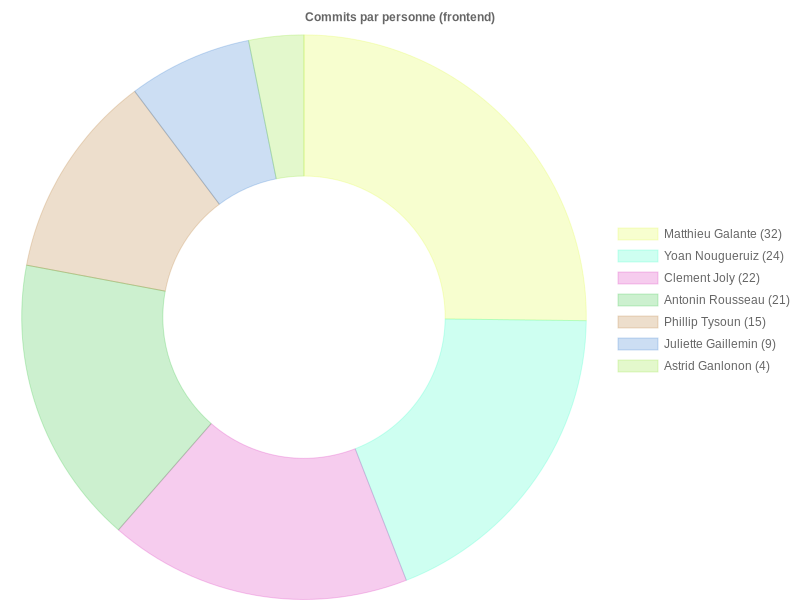 Commits par personne (frontend)
Matthieu Galante (32)
Yoan Nougueruiz (24)
Clement Joly (22)
Antonin Rousseau (21)
Phillip Tysoun (15)
Juliette Gaillemin (9)
Astrid Ganlonon (4)